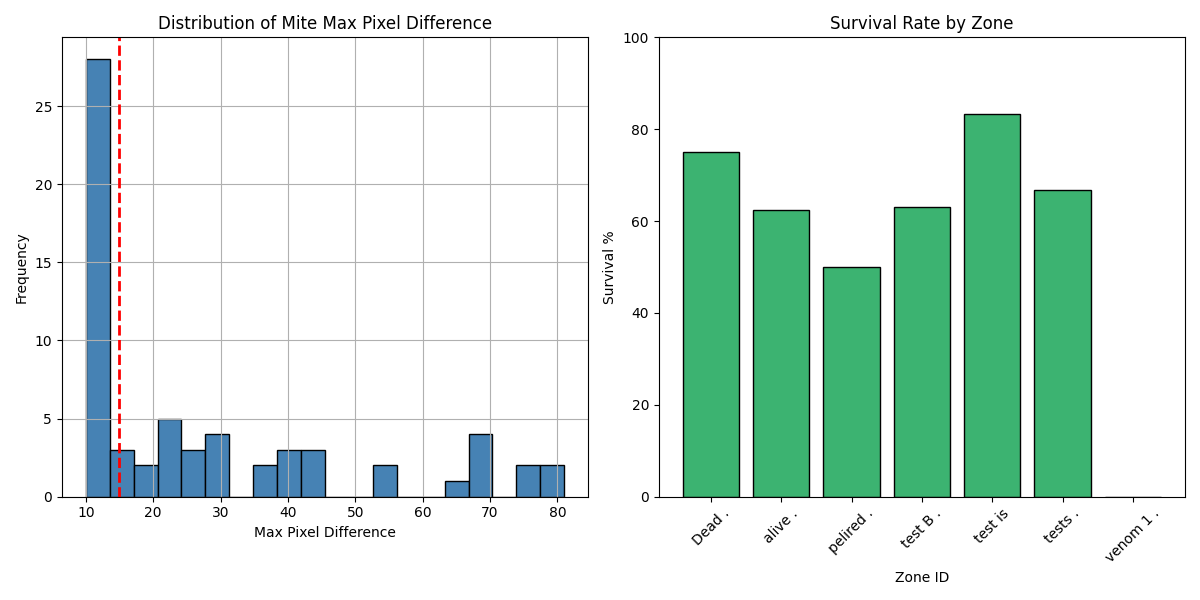 Distribution of Mite Max Pixel Difference
Frequency
25
20
15
10
5
0
10 20 30 40 50 60 70 80
Max Pixel Difference
Survival Rate by Zone
Survival %
100
80
60
40
20
0
Dead . alive . pelired . test B . test is tests . venom 1 .
Zone ID